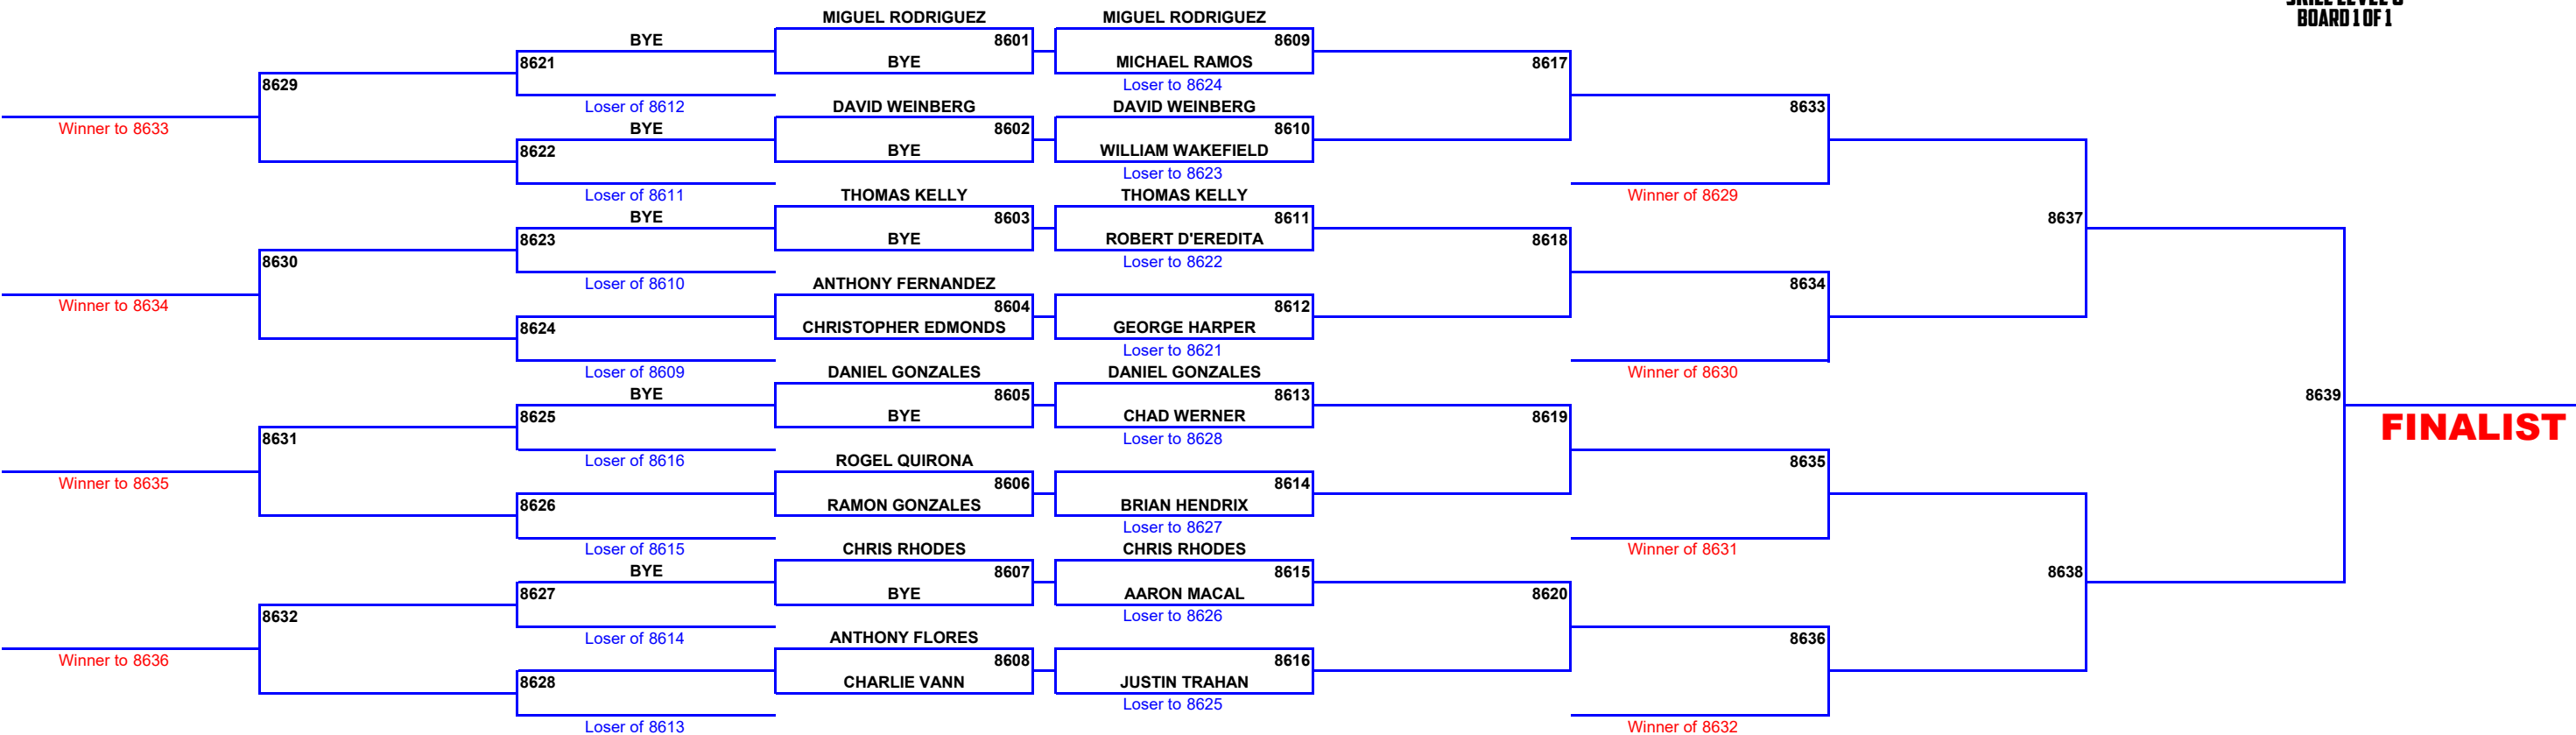 BOARD 1 OF 1
MIGUEL RODRIGUEZ MIGUEL RODRIGUEZ
BYE 8601 8609
8621 BYE MICHAEL RAMOS 8617
8629 Loser to 8624
Loser of 8612 DAVID WEINBERG DAVID WEINBERG 8633
Winner to 8633 BYE 8602 8610
8622 BYE WILLIAM WAKEFIELD
Loser to 8623
Loser of 8611 THOMAS KELLY THOMAS KELLY Winner of 8629
BYE 8603 8611 8637
8623 BYE ROBERT D'EREDITA 8618
8630 Loser to 8622
Loser of 8610 ANTHONY FERNANDEZ 8634
Winner to 8634 8604 8612
8624 CHRISTOPHER EDMONDS GEORGE HARPER
Loser to 8621
Loser of 8609 DANIEL GONZALES DANIEL GONZALES Winner of 8630
BYE 8605 8613 8639
8625 BYE CHAD WERNER 8619
FINALIST
8631 Loser to 8628
Loser of 8616 ROGEL QUIRONA 8635
Winner to 8635 8606 8614
8626 RAMON GONZALES BRIAN HENDRIX
Loser to 8627
Loser of 8615 CHRIS RHODES CHRIS RHODES Winner of 8631
BYE 8607 8615 8638
8627 BYE AARON MACAL 8620
8632 Loser to 8626
Loser of 8614 ANTHONY FLORES 8636
Winner to 8636 8608 8616
8628 CHARLIE VANN JUSTIN TRAHAN
Loser to 8625
Loser of 8613 Winner of 8632